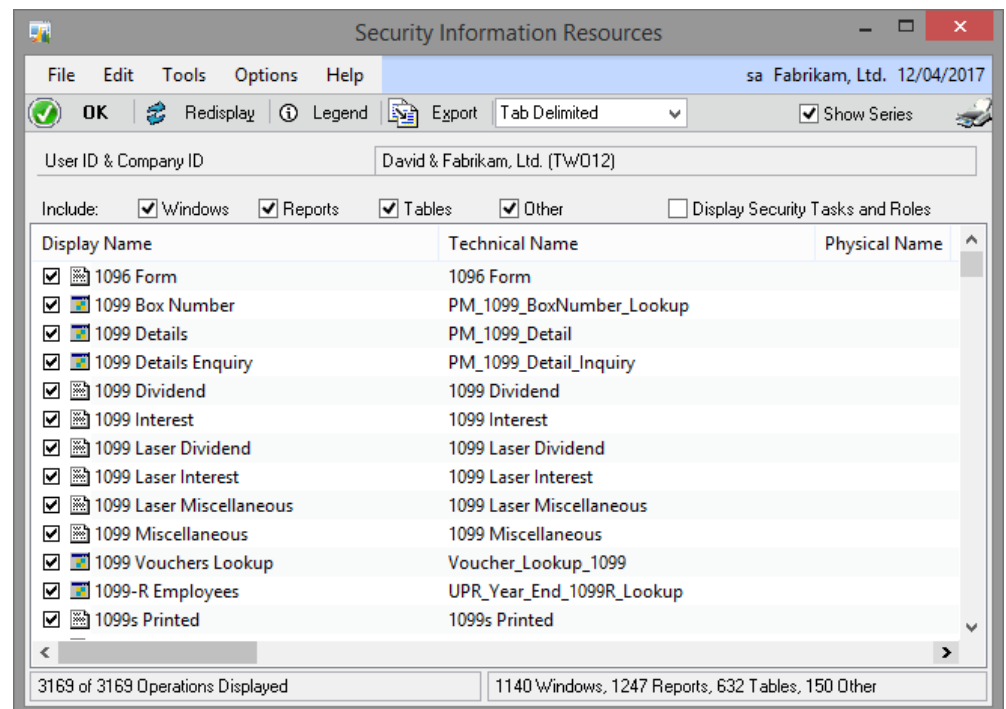 Security Information Resources
File Edit Tools Options Help sa Fabrikam, Ltd. 12/04/2017
OK Redisplay Legend Export Tab Delimited Show Series
User ID & Company ID David & Fabrikam, Ltd. (TWO12)
Include: Windows Reports Tables Other Display Security Tasks and Roles
Display Name Technical Name Physical Name
1096 Form 1096 Form
1099 Box Number PM_1099_BoxNumber_Lookup
1099 Details PM_1099_Detail
1099 Details Enquiry PM_1099_Detail_Inquiry
1099 Dividend 1099 Dividend
1099 Interest 1099 Interest
1099 Laser Dividend 1099 Laser Dividend
1099 Laser Interest 1099 Laser Interest
1099 Laser Miscellaneous 1099 Laser Miscellaneous
1099 Miscellaneous 1099 Miscellaneous
1099 Vouchers Lookup Voucher_Lookup_1099
1099-R Employees UPR_Year_End_1099R_Lookup
1099s Printed 1099s Printed
3169 of 3169 Operations Displayed 1140 Windows, 1247 Reports, 632 Tables, 150 Other